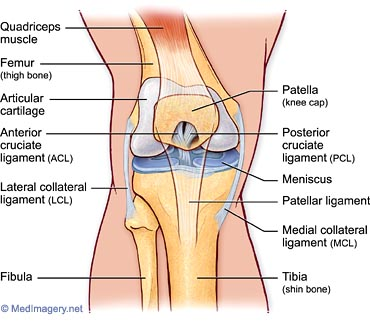 Quadriceps
muscle
Femur
(thigh bone)
Articular
cartilage
Anterior
cruciate
ligament (ACL)
Lateral collateral
ligament (LCL)
Fibula
Patella
(knee cap)
Posterior
cruciate
ligament (PCL)
Meniscus
Patellar ligament
Medial collateral
ligament (MCL)
Tibia
(shin bone)
© Medimagery.net